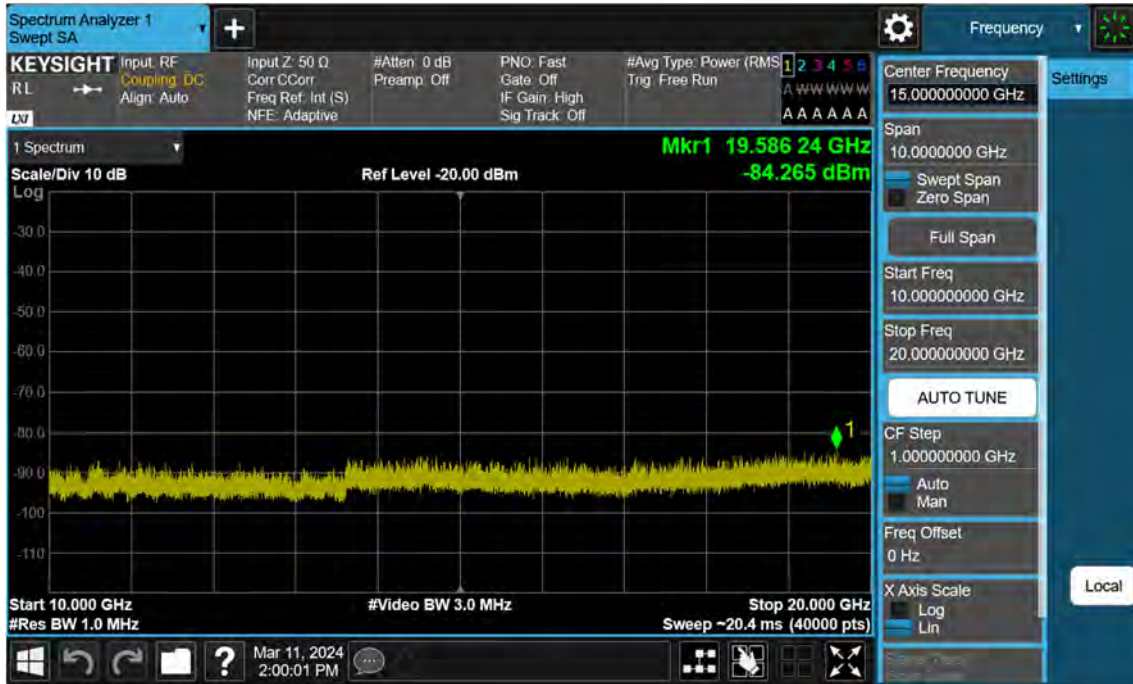 Spectrum Analyzer 1
Swept SA
Frequency
KEYSIGHT
RL
LXI
Input: RF
Coupling: DC
Align: Auto
Input Z: 50 Ω
Corr CCorr
Freq Ref: Int (S)
NFE: Adaptive
#Atten: 0 dB
Preamp: Off
PNO: Fast
Gate: Off
IF Gain: High
Sig Track: Off
#Avg Type: Power (RMS
Trig: Free Run
1 2 3 4 5 6
A W W W W W
A A A A A A
1 Spectrum
Scale/Div 10 dB
Ref Level -20.00 dBm
Mkr1 19.586 24 GHz
-84.265 dBm
Log
-30.0
-40.0
-50.0
-60.0
-70.0
-80.0
-90.0
-100
-110
1
Start 10.000 GHz
#Video BW 3.0 MHz
Stop 20.000 GHz
#Res BW 1.0 MHz
Sweep ~20.4 ms (40000 pts)
Mar 11, 2024
2:00:01 PM
Center Frequency
15.000000000 GHz
Settings
Span
10.0000000 GHz
Swept Span
Zero Span
Full Span
Start Freq
10.000000000 GHz
Stop Freq
20.000000000 GHz
AUTO TUNE
CF Step
1.000000000 GHz
Auto
Man
Freq Offset
0 Hz
X Axis Scale
Log
Lin
Local